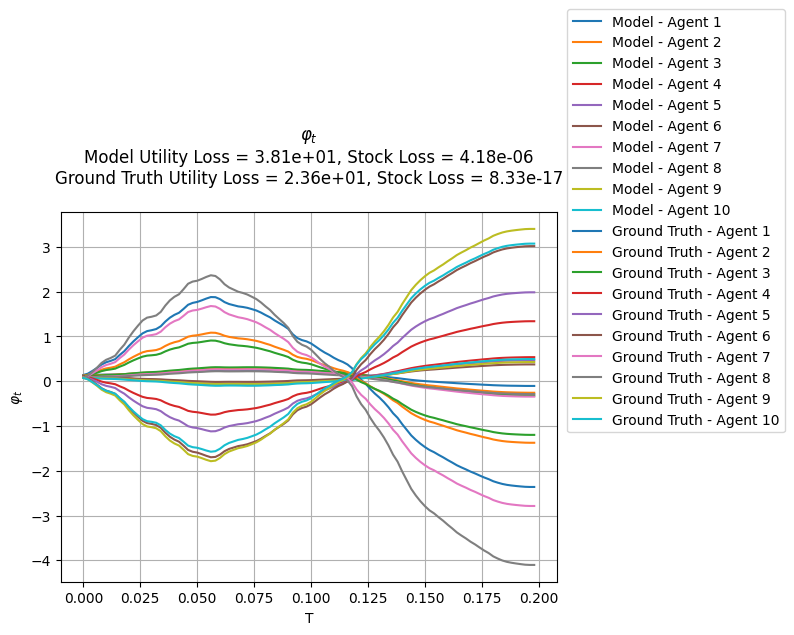 φt
Model Utility Loss = 3.81e+01, Stock Loss = 4.18e-06
Ground Truth Utility Loss = 2.36e+01, Stock Loss = 8.33e-17
3
2
1
0
−1
−2
−3
−4
φt
0.000 0.025 0.050 0.075 0.100 0.125 0.150 0.175 0.200
T
Model - Agent 1
Model - Agent 2
Model - Agent 3
Model - Agent 4
Model - Agent 5
Model - Agent 6
Model - Agent 7
Model - Agent 8
Model - Agent 9
Model - Agent 10
Ground Truth - Agent 1
Ground Truth - Agent 2
Ground Truth - Agent 3
Ground Truth - Agent 4
Ground Truth - Agent 5
Ground Truth - Agent 6
Ground Truth - Agent 7
Ground Truth - Agent 8
Ground Truth - Agent 9
Ground Truth - Agent 10